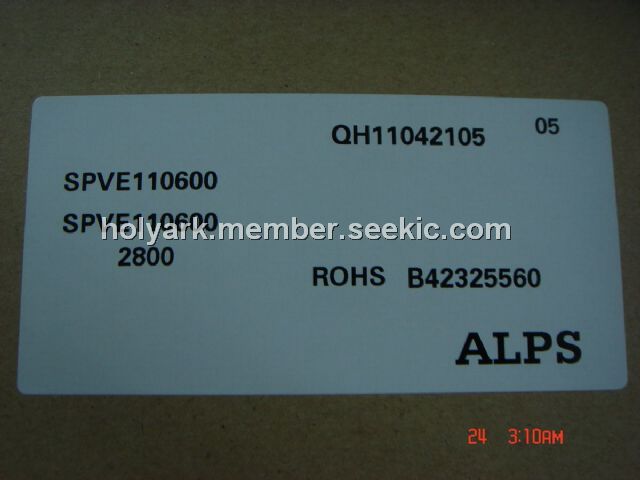 QH11042105 05
SPVE110600
SPVE110600
holyark.member.seekic.com
2800
ROHS B42325560
ALPS
24 3:10AM